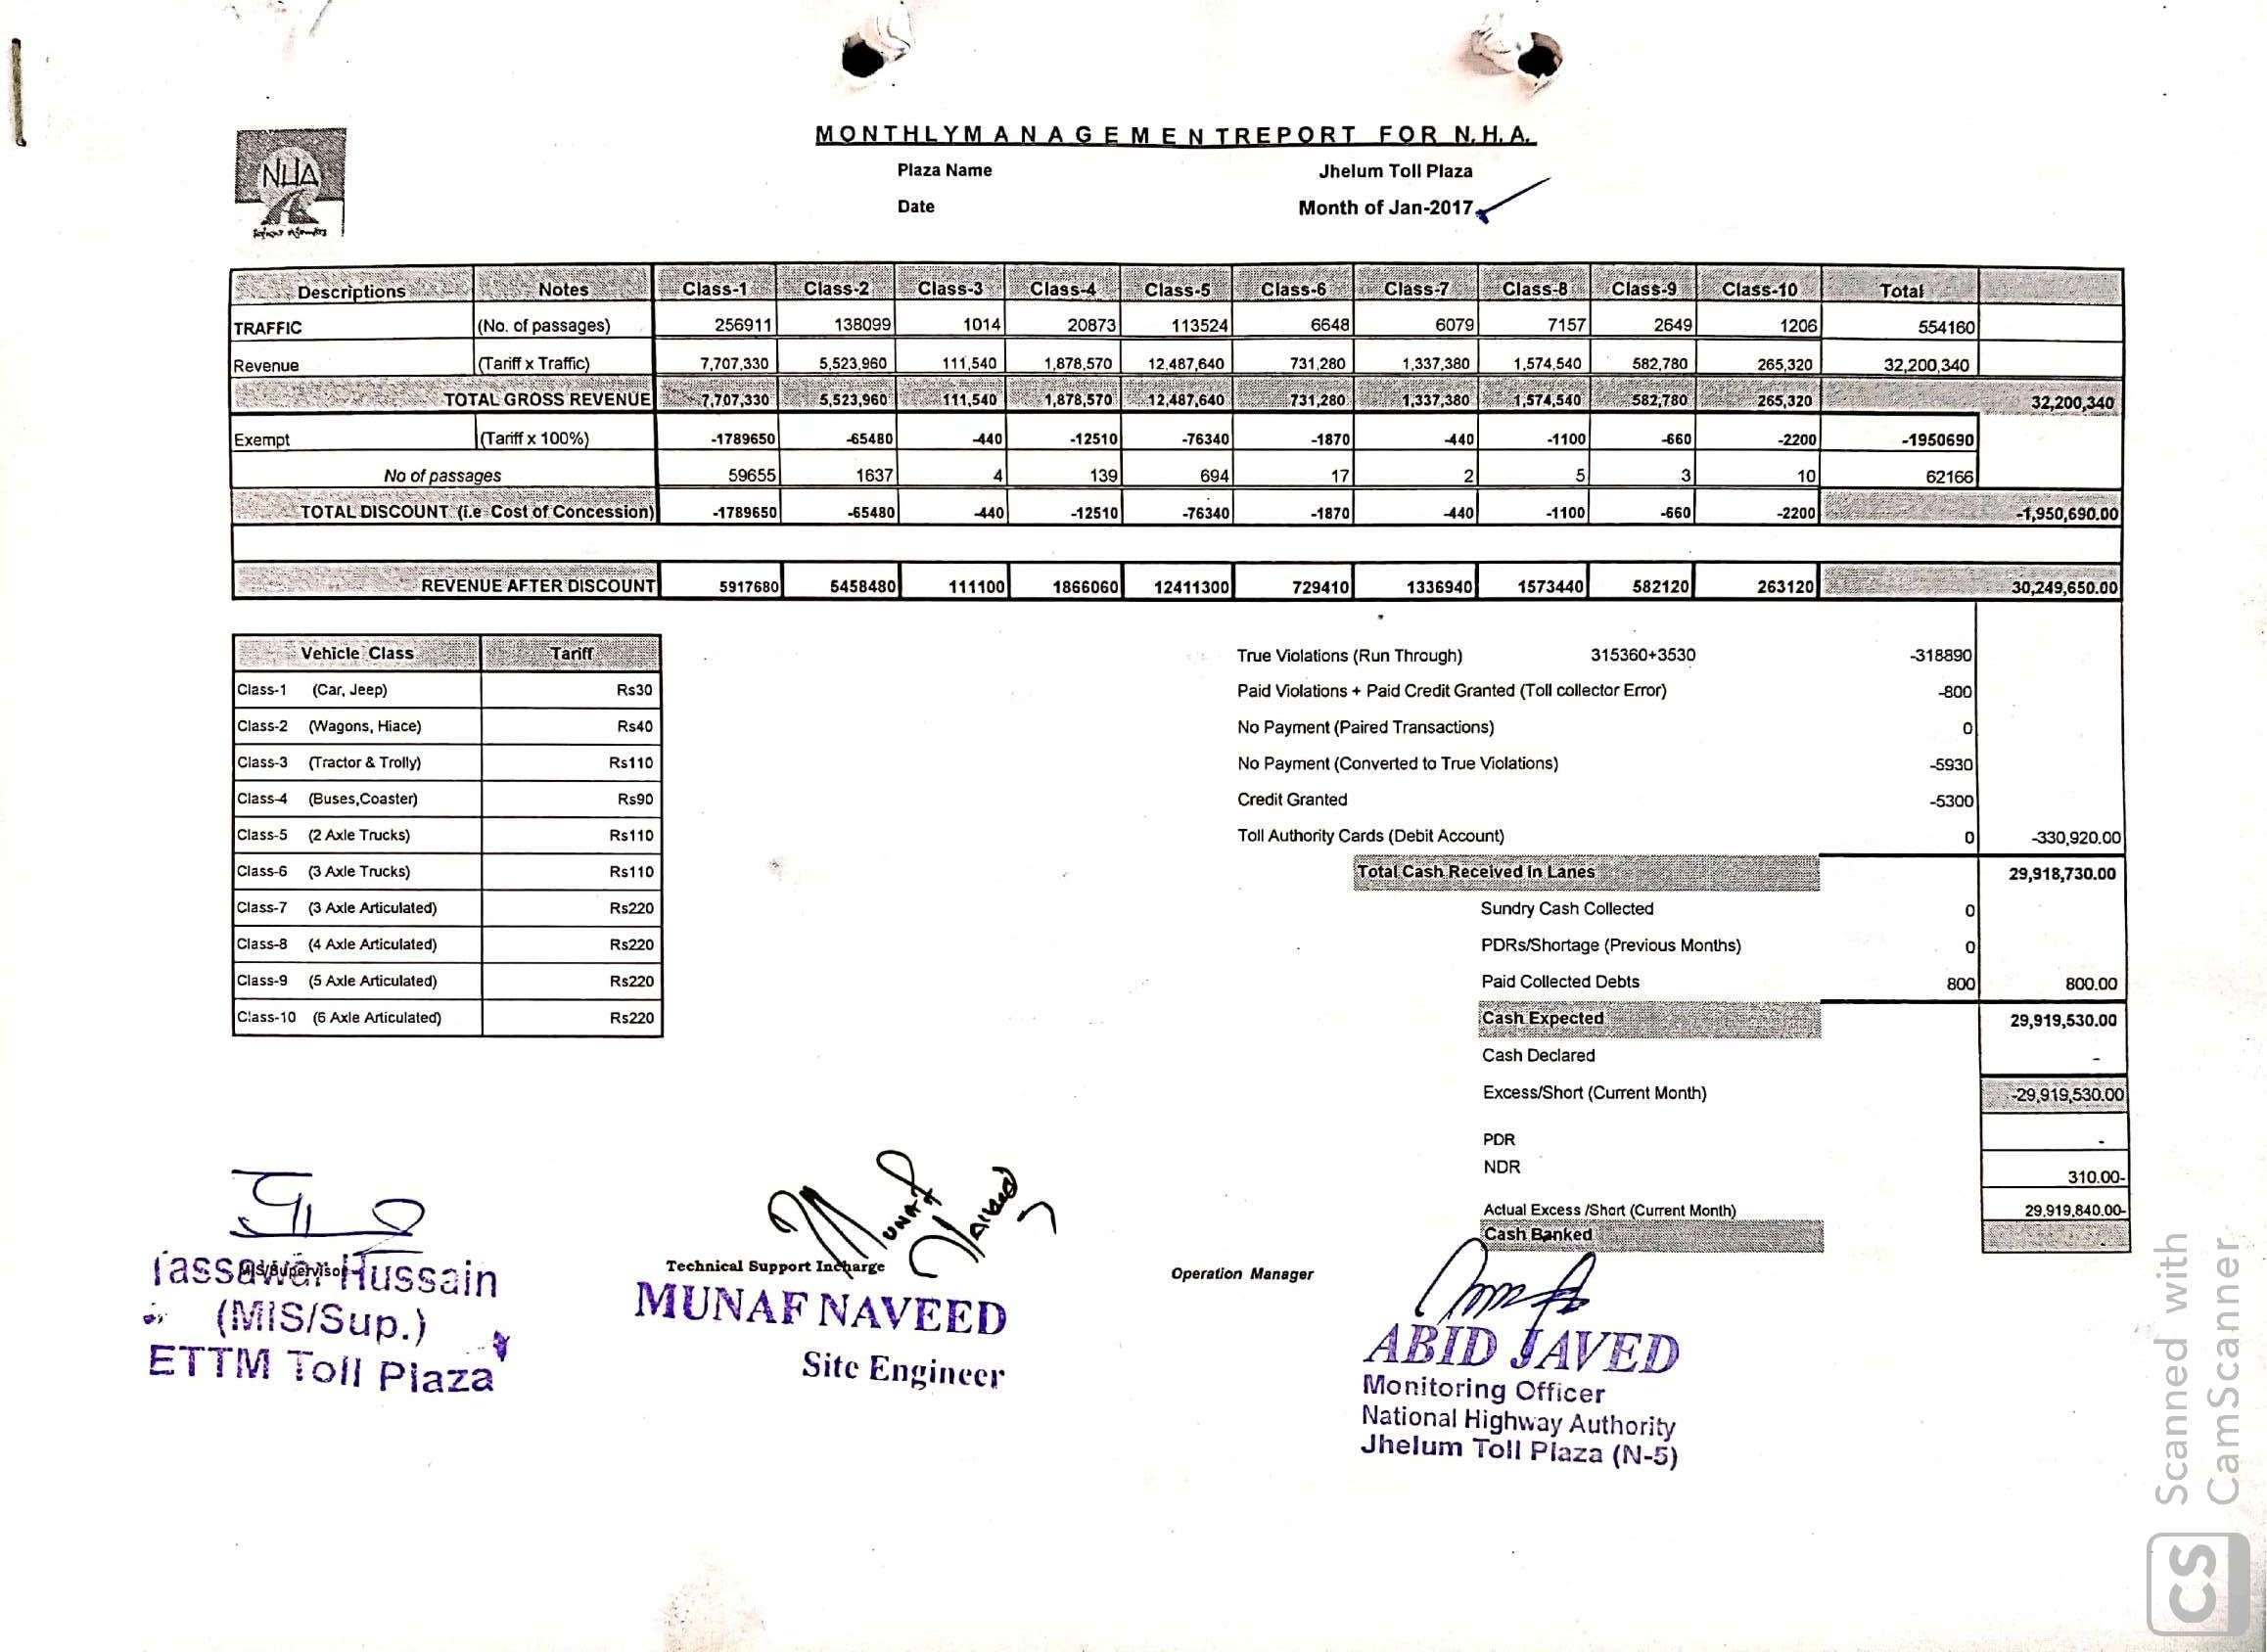 MONTHLYMANAGEMENTREPORT FOR N.H.A.
NHA
Plaza Name Jhelum Toll Plaza
Date Month of Jan-2017
Descriptions Notes Class-1 Class-2 Class-3 Class-4 Class-5 Class-6 Class-7 Class-8 Class-9 Class-10 Total
TRAFFIC (No. of passages) 256911 138099 1014 20873 113524 6648 6079 7157 2649 1206 554160
Revenue (Tariff x Traffic) 7,707,330 5,523,960 111,540 1,878,570 12,487,640 731,280 1,337,380 1,574,540 582,780 265,320 32,200,340
TOTAL GROSS REVENUE 7,707,330 5,523,960 111,540 1,878,570 12,487,640 731,280 1,337,380 1,574,540 582,780 265,320 32,200,340
Exempt (Tariff x 100%) -1789650 -65480 -440 -12510 -76340 -1870 -440 -1100 -660 -2200 -1950690
No of passages 59655 1637 4 139 694 17 2 5 3 10 62166
TOTAL DISCOUNT (i.e Cost of Concession) -1789650 -65480 -440 -12510 -76340 -1870 -440 -1100 -660 -2200 -1,950,690.00
REVENUE AFTER DISCOUNT 5917680 5458480 111100 1866060 12411300 729410 1336940 1573440 582120 263120 30,249,650.00
Vehicle Class Tariff
Class-1 (Car, Jeep) Rs30
Class-2 (Wagons, Hiace) Rs40
Class-3 (Tractor & Trolly) Rs110
Class-4 (Buses,Coaster) Rs90
Class-5 (2 Axle Trucks) Rs110
Class-6 (3 Axle Trucks) Rs110
Class-7 (3 Axle Articulated) Rs220
Class-8 (4 Axle Articulated) Rs220
Class-9 (5 Axle Articulated) Rs220
Class-10 (6 Axle Articulated) Rs220
True Violations (Run Through) 315360+3530 -318890
Paid Violations + Paid Credit Granted (Toll collector Error) -800
No Payment (Paired Transactions) 0
No Payment (Converted to True Violations) -5930
Credit Granted -5300
Toll Authority Cards (Debit Account) 0 -330,920.00
Total Cash Received In Lanes 29,918,730.00
Sundry Cash Collected 0
PDRs/Shortage (Previous Months) 0
Paid Collected Debts 800 800.00
Cash Expected 29,919,530.00
Cash Declared -
Excess/Short (Current Month) -29,919,530.00
PDR -
NDR 310.00-
Actual Excess /Short (Current Month) 29,919,840.00-
Cash Banked
MIS/Supervisor
Tassawar Hussain
(MIS/Sup.)
ETTM Toll Plaza
Munaf Naveed
Technical Support Incharge
MUNAF NAVEED
Site Engineer
Operation Manager
ABID JAVED
Monitoring Officer
National Highway Authority
Jhelum Toll Plaza (N-5)
Scanned with
CamScanner
CS